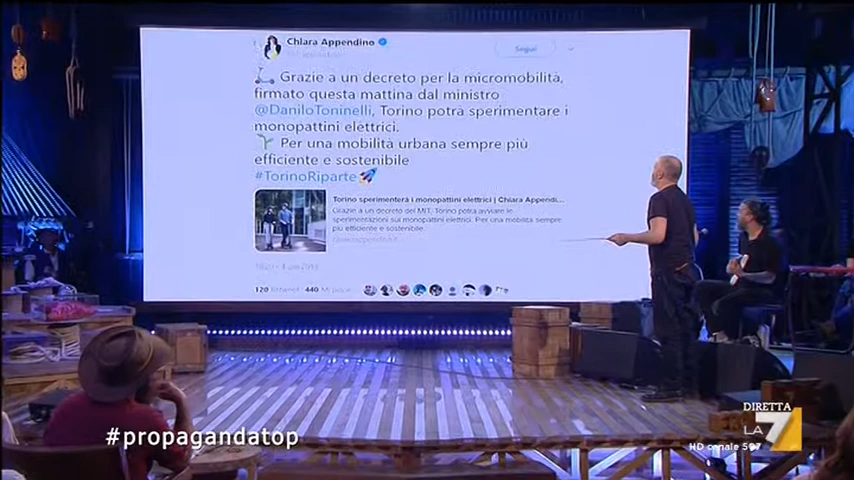 Chiara Appendino
Segui
Grazie a un decreto per la micromobilità,
firmato questa mattina dal ministro
@DaniloToninelli, Torino potrà sperimentare i
monopattini elettrici.
Per una mobilità urbana sempre più
efficiente e sostenibile
#TorinoRiparte
Torino sperimenterà i monopattini elettrici | Chiara Appendi...
Grazie a un decreto del MIT, Torino potrà avviare le
sperimentazioni sui monopattini elettrici. Per una mobilità sempre
più efficiente e sostenibile.
120 Retweet 440 Mi piace
#propagandatop
DIRETTA
LA 7
HD canale 507